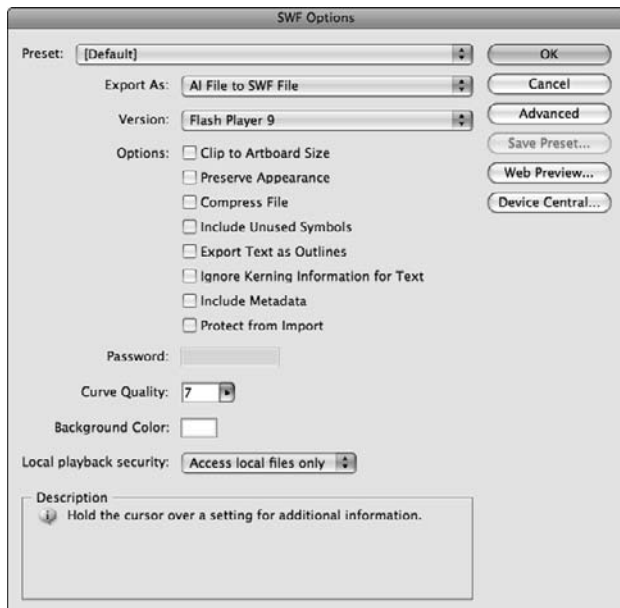 SWF Options
Preset: [Default]
Export As: AI File to SWF File
Version: Flash Player 9
Options: Clip to Artboard Size
Preserve Appearance
Compress File
Include Unused Symbols
Export Text as Outlines
Ignore Kerning Information for Text
Include Metadata
Protect from Import
Password:
Curve Quality: 7
Background Color:
Local playback security: Access local files only
Description
Hold the cursor over a setting for additional information.
OK
Cancel
Advanced
Save Preset...
Web Preview...
Device Central...